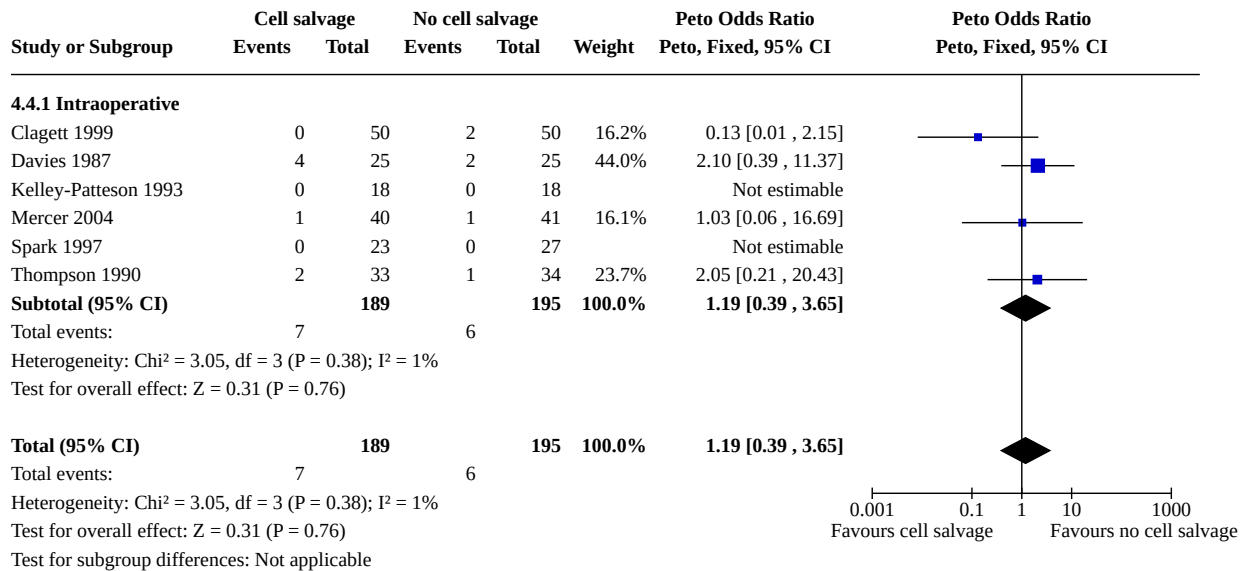 Cell salvage No cell salvage Peto Odds Ratio Peto Odds Ratio
Study or Subgroup Events Total Events Total Weight Peto, Fixed, 95% CI Peto, Fixed, 95% CI
4.4.1 Intraoperative
Clagett 1999 0 50 2 50 16.2% 0.13 [0.01 , 2.15]
Davies 1987 4 25 2 25 44.0% 2.10 [0.39 , 11.37]
Kelley-Patteson 1993 0 18 0 18 Not estimable
Mercer 2004 1 40 1 41 16.1% 1.03 [0.06 , 16.69]
Spark 1997 0 23 0 27 Not estimable
Thompson 1990 2 33 1 34 23.7% 2.05 [0.21 , 20.43]
Subtotal (95% CI) 189 195 100.0% 1.19 [0.39 , 3.65]
Total events: 7 6
Heterogeneity: Chi² = 3.05, df = 3 (P = 0.38); I² = 1%
Test for overall effect: Z = 0.31 (P = 0.76)
Total (95% CI) 189 195 100.0% 1.19 [0.39 , 3.65]
Total events: 7 6
Heterogeneity: Chi² = 3.05, df = 3 (P = 0.38); I² = 1%
0.001 0.1 1 10 1000
Test for overall effect: Z = 0.31 (P = 0.76) Favours cell salvage Favours no cell salvage
Test for subgroup differences: Not applicable